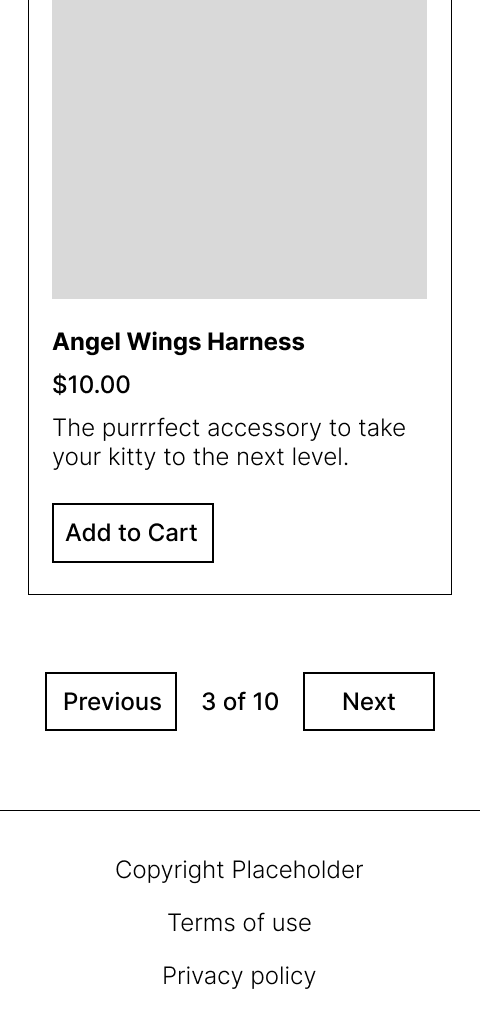 Angel Wings Harness
$10.00
The purrrfect accessory to take
your kitty to the next level.
Add to Cart
Previous 3 of 10 Next
Copyright Placeholder
Terms of use
Privacy policy